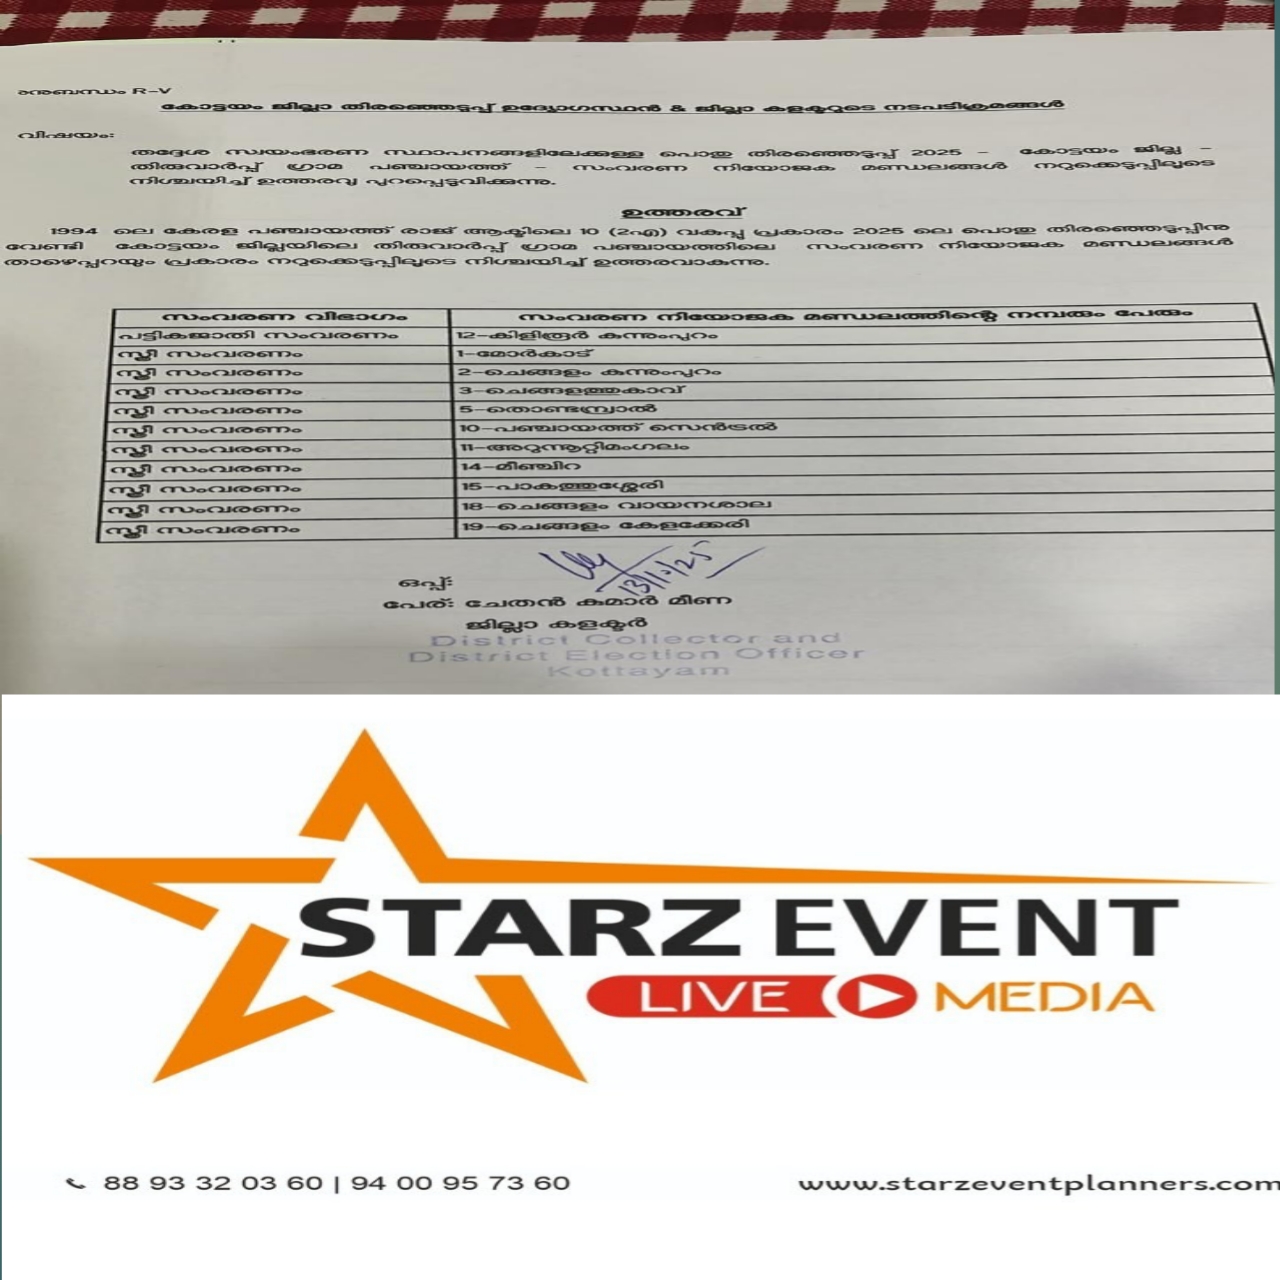 അനുബന്ധം R-V
കോട്ടയം ജില്ലാ തിരഞ്ഞെടുപ്പ് ഉദ്യോഗസ്ഥൻ & ജില്ലാ കളക്ടറുടെ നടപടിക്രമങ്ങൾ
വിഷയം:
തദ്ദേശ സ്വയംഭരണ സ്ഥാപനങ്ങളിലേക്കുള്ള പൊതു തിരഞ്ഞെടുപ്പ് 2025 - കോട്ടയം ജില്ല -
തിരുവാർപ്പ് ഗ്രാമ പഞ്ചായത്ത് - സംവരണ നിയോജക മണ്ഡലങ്ങൾ നറുക്കെടുപ്പിലൂടെ
നിശ്ചയിച്ച് ഉത്തരവു പുറപ്പെടുവിക്കുന്നു.
ഉത്തരവ്
1994 ലെ കേരള പഞ്ചായത്ത് രാജ് ആക്ടിലെ 10 (2എ) വകുപ്പ് പ്രകാരം 2025 ലെ പൊതു തിരഞ്ഞെടുപ്പിനു
വേണ്ടി കോട്ടയം ജില്ലയിലെ തിരുവാർപ്പ് ഗ്രാമ പഞ്ചായത്തിലെ സംവരണ നിയോജക മണ്ഡലങ്ങൾ
താഴെപ്പറയും പ്രകാരം നറുക്കെടുപ്പിലൂടെ നിശ്ചയിച്ച് ഉത്തരവാകുന്നു.
സംവരണ വിഭാഗം സംവരണ നിയോജക മണ്ഡലത്തിന്റെ നമ്പരും പേരും
പട്ടികജാതി സംവരണം 12-കിളിരൂർ കുന്നുംപുറം
സ്ത്രീ സംവരണം 1-മോർകാട്
സ്ത്രീ സംവരണം 2-ചെങ്ങളം കുന്നുംപുറം
സ്ത്രീ സംവരണം 3-ചെങ്ങളത്തുകാവ്
സ്ത്രീ സംവരണം 5-തൊണ്ടമ്പ്രാൽ
സ്ത്രീ സംവരണം 10-പഞ്ചായത്ത് സെൻട്രൽ
സ്ത്രീ സംവരണം 11-അറുന്നൂറ്റിമംഗലം
സ്ത്രീ സംവരണം 14-മീഞ്ചിറ
സ്ത്രീ സംവരണം 15-പാകത്തുശ്ശേരി
സ്ത്രീ സംവരണം 18-ചെങ്ങളം വായനശാല
സ്ത്രീ സംവരണം 19-ചെങ്ങളം കേളക്കേരി
13/10/25
ഒപ്പ്:
പേര്: ചേതൻ കുമാർ മീണ
ജില്ലാ കളക്ടർ
District Collector and
District Election Officer
Kottayam
STARZ EVENT
LIVE MEDIA
88 93 32 03 60 | 94 00 95 73 60 www.starzeventplanners.com